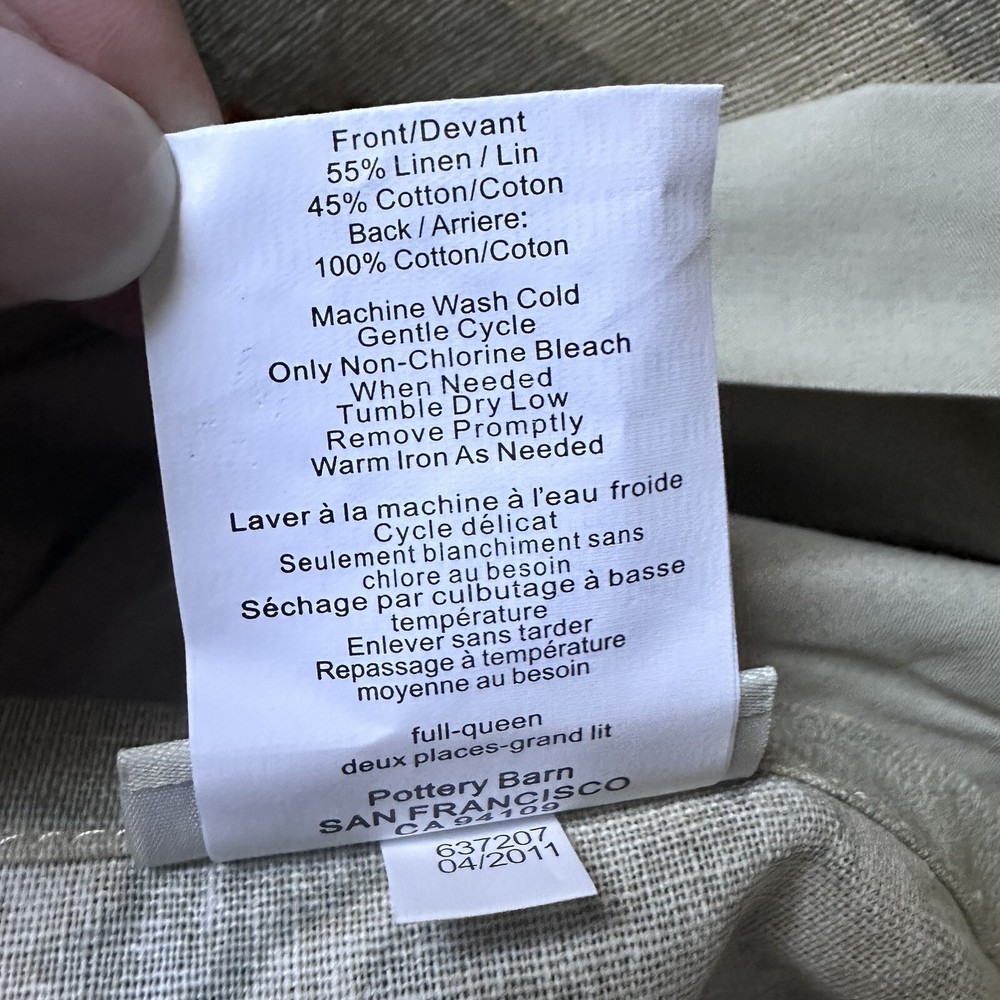 Front/Devant
55% Linen / Lin
45% Cotton/Coton
Back / Arriere:
100% Cotton/Coton
Machine Wash Cold
Gentle Cycle
Only Non-Chlorine Bleach
When Needed
Tumble Dry Low
Remove Promptly
Warm Iron As Needed
Laver à la machine à l'eau froide
Cycle délicat
Seulement blanchiment sans
chlore au besoin
Séchage par culbutage à basse
température
Enlever sans tarder
Repassage à température
moyenne au besoin
full-queen
deux places-grand lit
Pottery Barn
SAN FRANCISCO
CA 94109
637207
04/2011